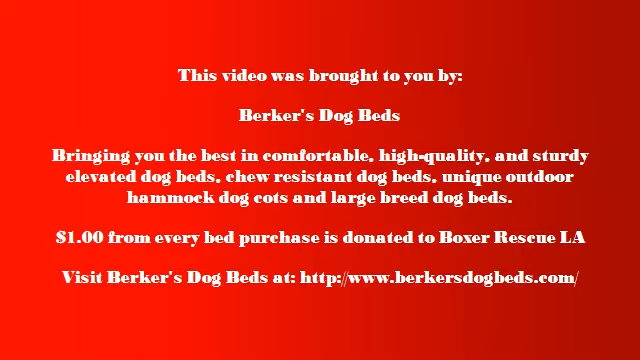 This video was brought to you by:
Berker's Dog Beds
Bringing you the best in comfortable, high-quality, and sturdy
elevated dog beds, chew resistant dog beds, unique outdoor
hammock dog cots and large breed dog beds.
$1.00 from every bed purchase is donated to Boxer Rescue LA
Visit Berker's Dog Beds at: http://www.berkersdogbeds.com/